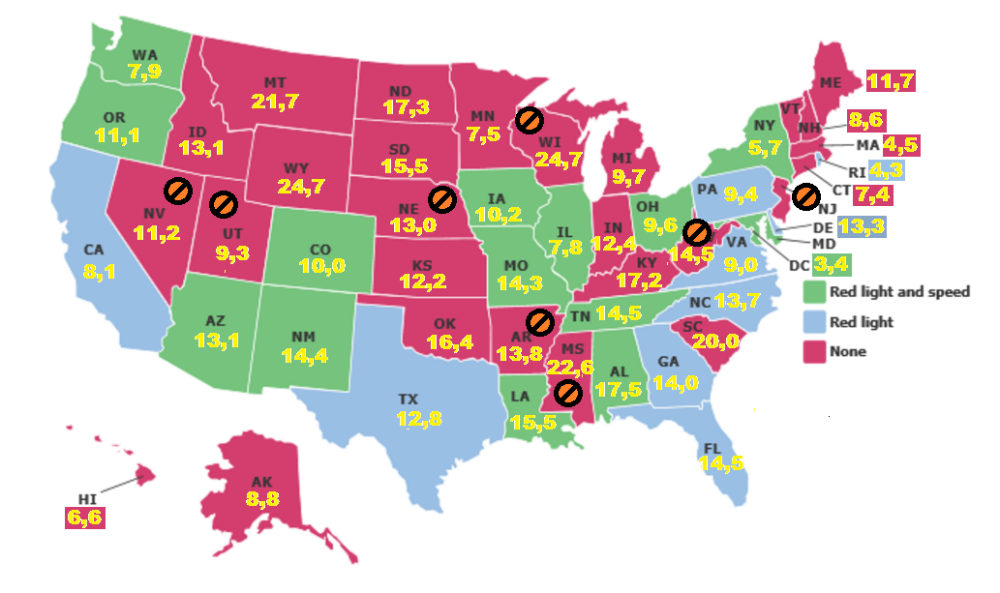 WA
7,9
MT
21,7
ND
17,3
MN
7,5
ME 11,7
OR
11,1
ID
13,1
SD
15,5
WI
24,7
MI
9,7
NY
5,7
VT
NH
8,6
MA 4,5
RI 4,3
CT
7,4
WY
24,7
NV
11,2
UT
9,3
NE
13,0
IA
10,2
PA 9,4
NJ
OH
9,6
IL
7,8
IN
12,4
DE 13,3
MD
DC 3,4
CA
8,1
CO
10,0
KS
12,2
MO
14,3
KY
17,2
14,5
VA
9,0
Red light and speed
Red light
None
AZ
13,1
NM
14,4
OK
16,4
AR
13,8
TN 14,5
NC 13,7
SC
20,0
MS
22,6
AL
17,5
GA
14,0
TX
12,8
LA
15,5
FL
14,5
HI
6,6
AK
8,8